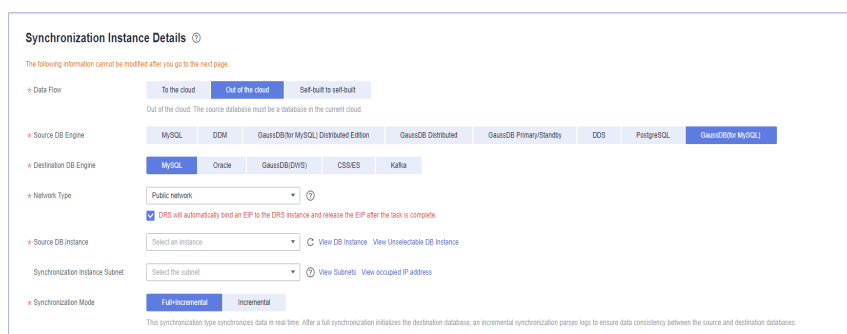 Synchronization Instance Details ?
The following information cannot be modified after you go to the next page.
* Data Flow To the cloud Out of the cloud Self-built to self-built
Out of the cloud: The source database must be a database in the current cloud.
* Source DB Engine MySQL DDM GaussDB(for MySQL) Distributed Edition GaussDB Distributed GaussDB Primary/Standby DDS PostgreSQL GaussDB(for MySQL)
* Destination DB Engine MySQL Oracle GaussDB(DWS) CSS/ES Kafka
* Network Type Public network ?
DRS will automatically bind an EIP to the DRS instance and release the EIP after the task is complete.
* Source DB Instance Select an instance View DB Instance View Unselectable DB Instance
Synchronization Instance Subnet Select the subnet ? View Subnets View occupied IP address
* Synchronization Mode Full+Incremental Incremental
This synchronization type synchronizes data in real time. After a full synchronization initializes the destination database, an incremental synchronization parses logs to ensure data consistency between the source and destination databases